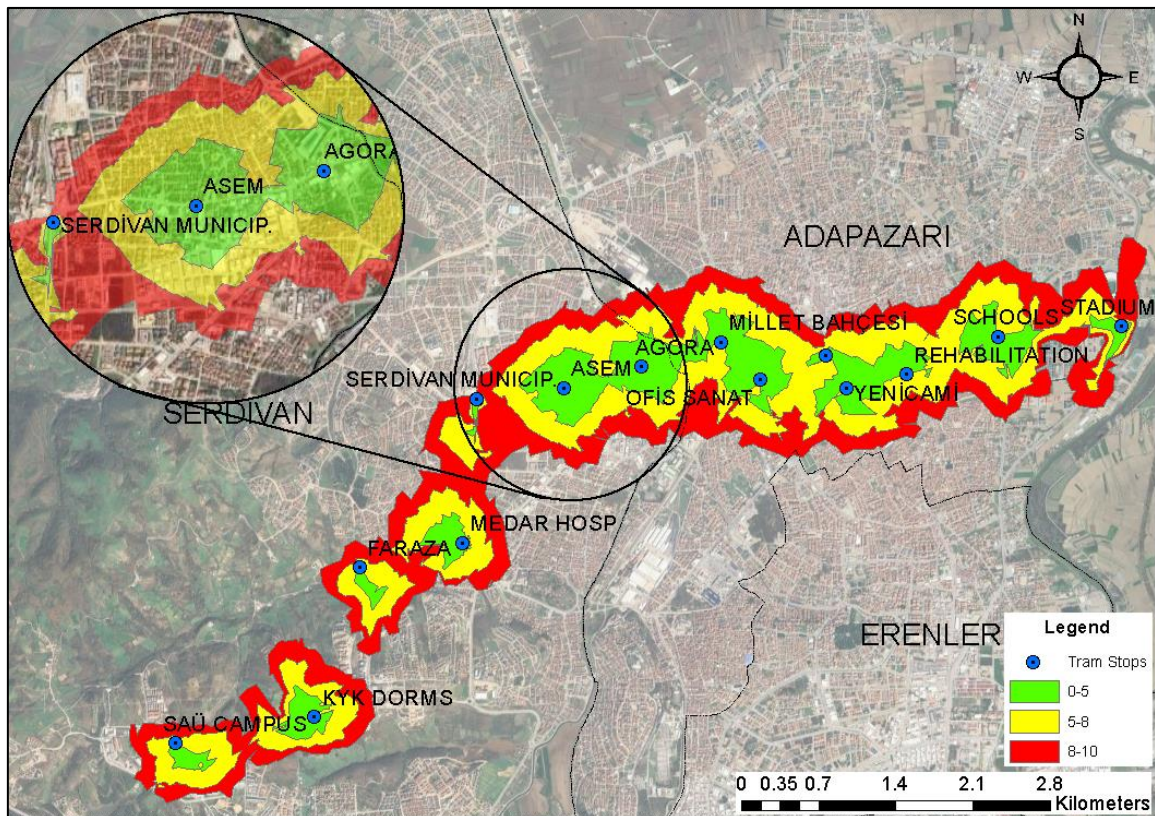 N
W E
S
AGORA
ASEM
SERDİVAN MUNICIP.
ADAPAZARI
STADIUM
SCHOOLS
MİLLET BAHÇESİ
AGORA
REHABILITATION
ASEM
SERDİVAN MUNICIP.
OFİS SANAT
YENİCAMİ
SERDIVAN
MEDAR HOSP
FARAZA
ERENLER
Legend
Tram Stops
0-5
5-8
8-10
KYK DORMS
SAÜ CAMPUS
0 0.35 0.7 1.4 2.1 2.8
Kilometers